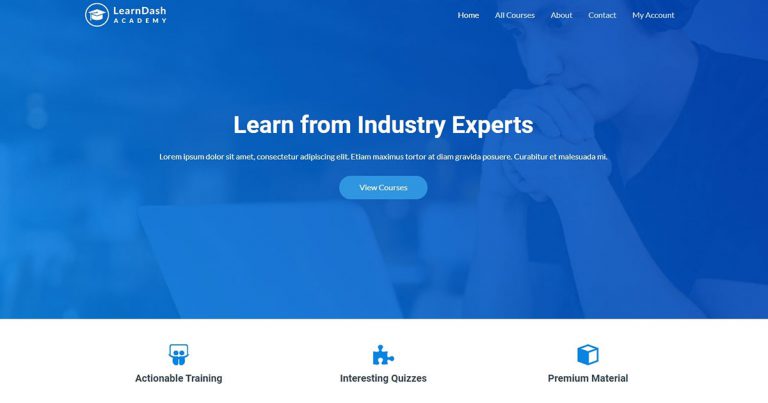 LearnDash
ACADEMY
Home All Courses About Contact My Account
Learn from Industry Experts
Lorem ipsum dolor sit amet, consectetur adipiscing elit. Etiam maximus tortor at diam gravida posuere. Curabitur et malesuada mi.
View Courses
Actionable Training Interesting Quizzes Premium Material